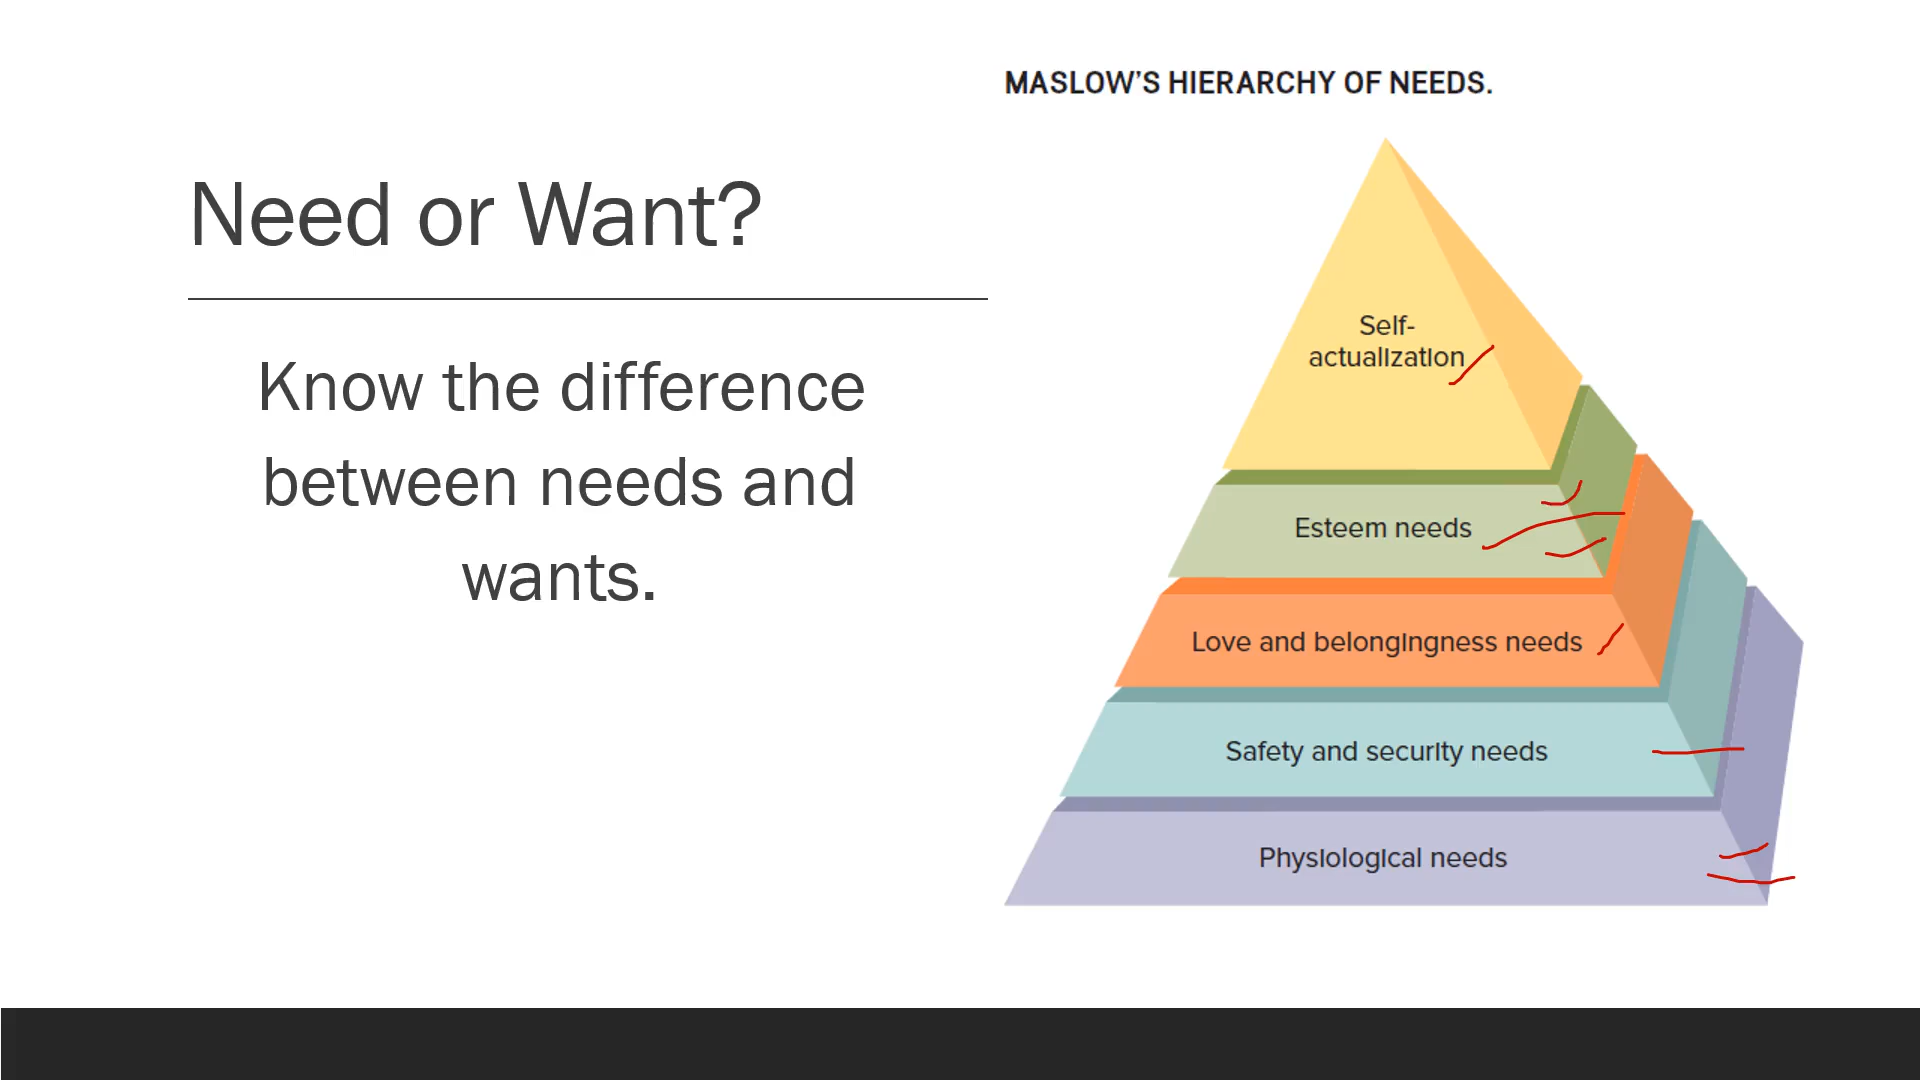 Need or Want?
Know the difference
between needs and
wants.
MASLOW'S HIERARCHY OF NEEDS.
Self-
actualization
Esteem needs
Love and belongingness needs
Safety and security needs
Physiological needs